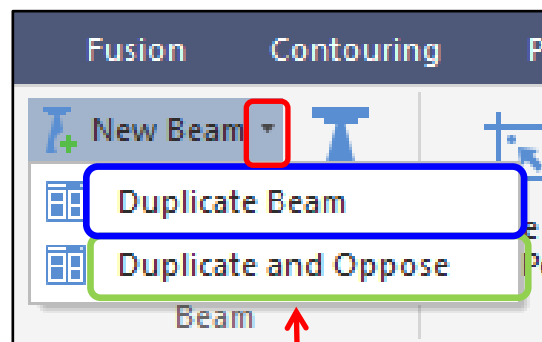 Fusion Contouring P
New Beam
Duplicate Beam
Duplicate and Oppose
Beam